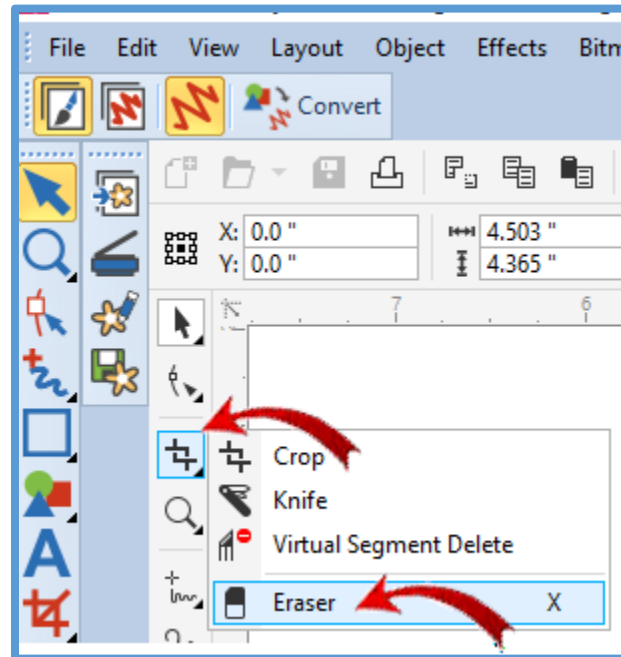 File Edit View Layout Object Effects Bitm
Convert
X: 0.0 " 4.503 "
Y: 0.0 " 4.365 "
7 6
Crop
Knife
Virtual Segment Delete
Eraser X
A